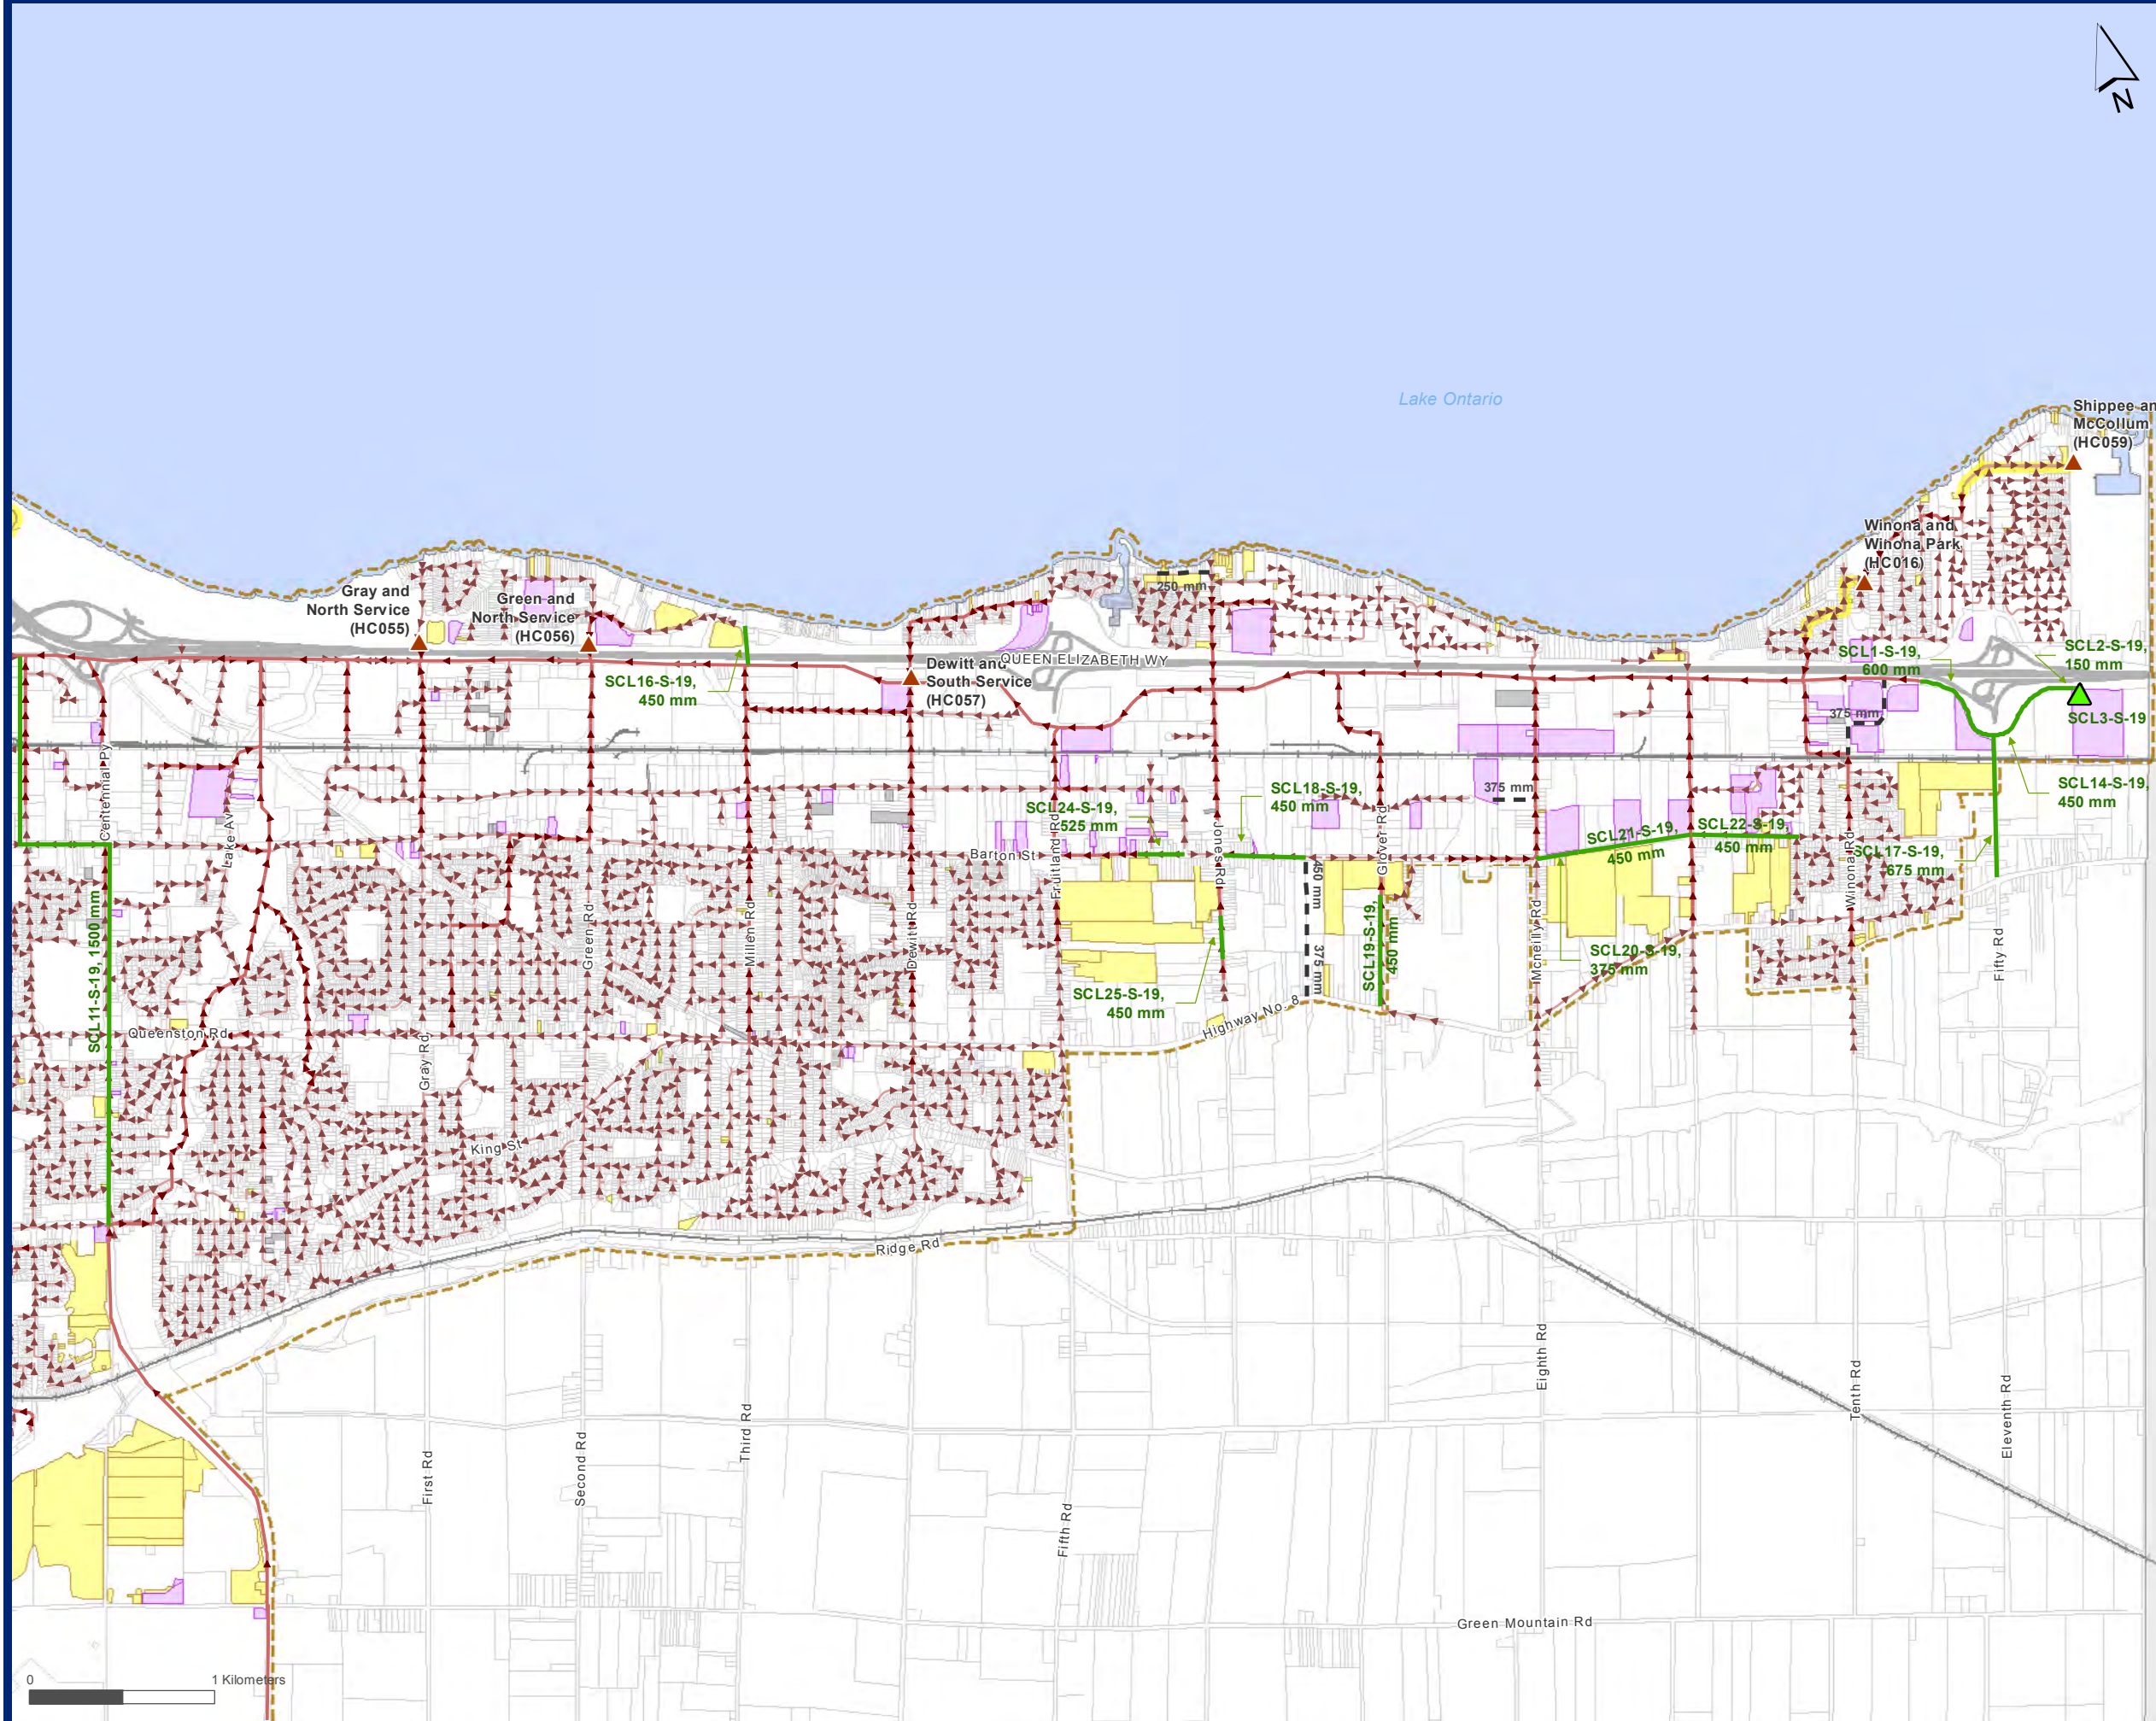 N
Lake Ontario
Shippee an
McCollum
(HC059)
Winona and
Winona Park
(HC016)
Gray and
North Service
(HC055)
Green and
North Service
(HC056)
250 mm
Dewitt and
South Service
(HC057)
QUEEN ELIZABETH WY
SCL16-S-19,
450 mm
SCL1-S-19,
600 mm
SCL2-S-19,
150 mm
SCL3-S-19
375 mm
SCL14-S-19,
450 mm
SCL17-S-19,
675 mm
SCL24-S-19,
525 mm
SCL18-S-19,
450 mm
375 mm
SCL21-S-19,
450 mm
SCL22-S-19,
450 mm
Centennial Py
Lake Av
Barton St
Fruitland Rd
Jones Rd
Glover Rd
Winona Rd
450 mm
375 mm
SCL19-S-19,
450 mm
SCL20-S-19,
375 mm
SCL25-S-19,
450 mm
SCL11-S-19, 1500 mm
Green Rd
Millen Rd
Dewitt Rd
Mcneilly Rd
Fifty Rd
Highway No. 8
Queenston Rd
Gray Rd
King St
Ridge Rd
First Rd
Second Rd
Third Rd
Fifth Rd
Eighth Rd
Tenth Rd
Eleventh Rd
Green Mountain Rd
0 1 Kilometers